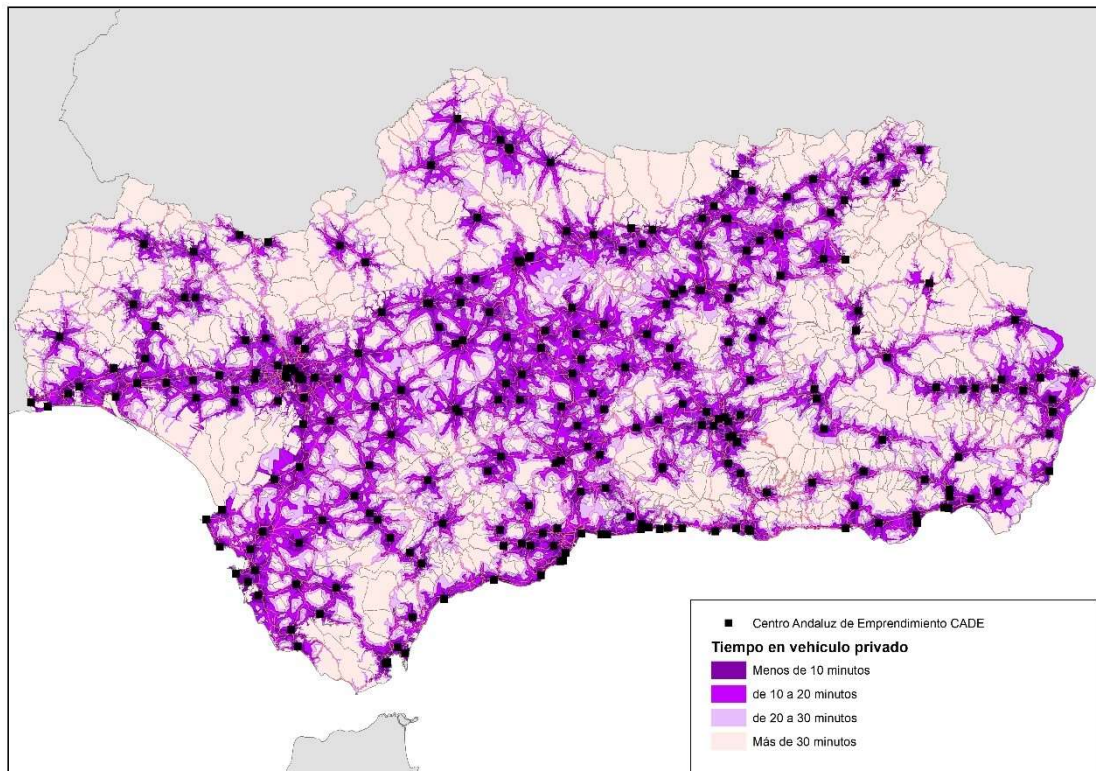 Centro Andaluz de Emprendimiento CADE
Tiempo en vehículo privado
Menos de 10 minutos
de 10 a 20 minutos
de 20 a 30 minutos
Más de 30 minutos